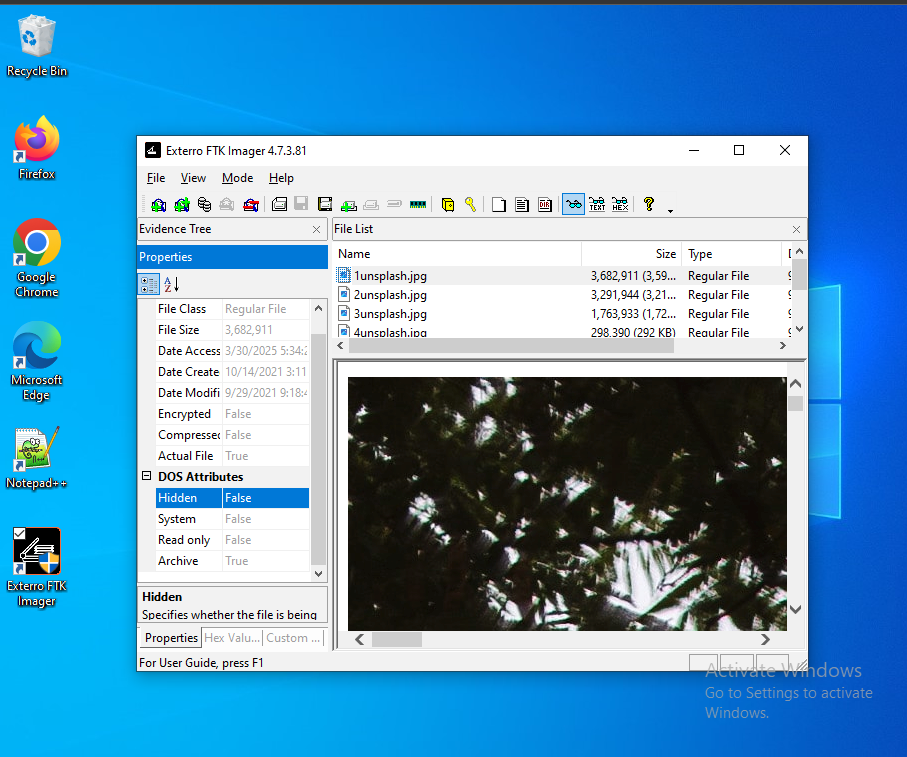 Recycle Bin
Firefox
Google
Chrome
Microsoft
Edge
Notepad++
Exterro FTK
Imager
Exterro FTK Imager 4.7.3.81
File View Mode Help
TEXT HEX
Evidence Tree
File List
Properties
Name Size Type
File Class Regular File
File Size 3,682,911
Date Access 3/30/2025 5:34:2
Date Create 10/14/2021 3:11
Date Modifi 9/29/2021 9:18:4
Encrypted False
Compressed False
Actual File True
DOS Attributes
Hidden False
System False
Read only False
Archive True
1unsplash.jpg 3,682,911 (3,59... Regular File 9
2unsplash.jpg 3,291,944 (3,21... Regular File 9
3unsplash.jpg 1,763,933 (1,72... Regular File 9
4unsplash.jpg 298,390 (292 KB) Regular File 9
Hidden
Specifies whether the file is being
Properties Hex Valu... Custom ...
For User Guide, press F1
Activate Windows
Go to Settings to activate
Windows.